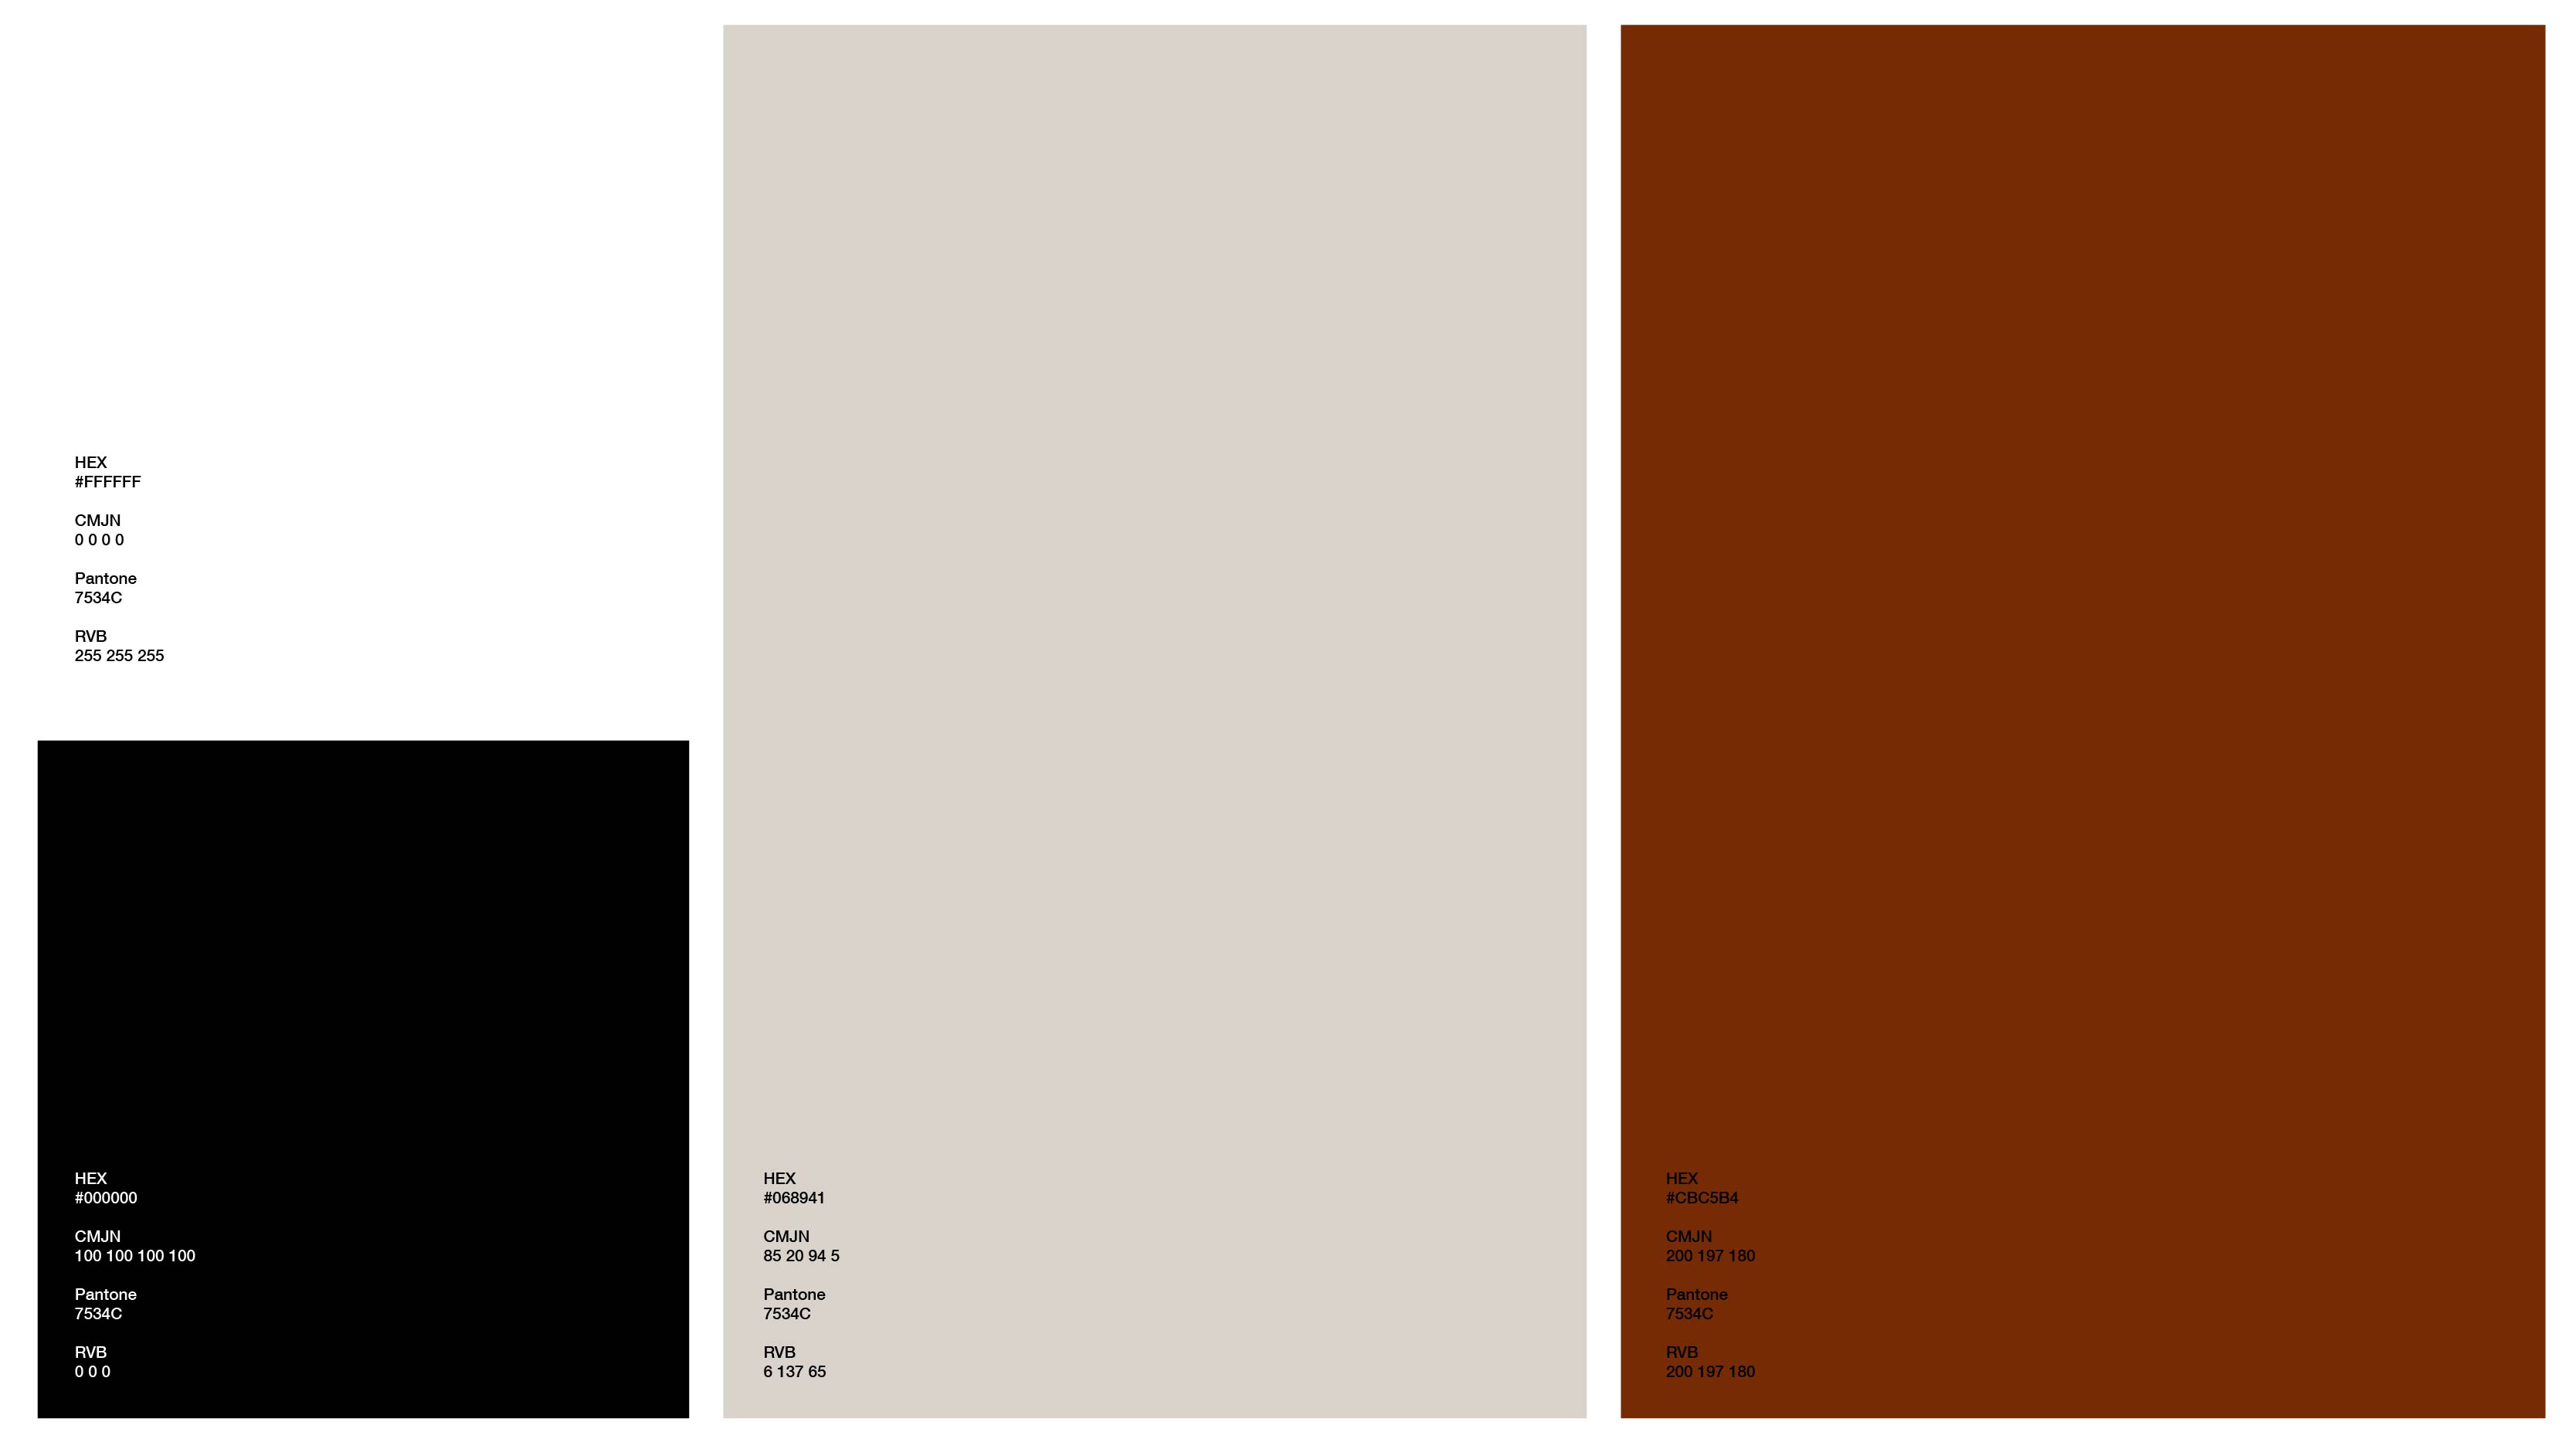 HEX
#FFFFFF
CMJN
0 0 0 0
Pantone
7534C
RVB
255 255 255
HEX
#000000
CMJN
100 100 100 100
Pantone
7534C
RVB
0 0 0
HEX
#068941
CMJN
85 20 94 5
Pantone
7534C
RVB
6 137 65
HEX
#CBC5B4
CMJN
200 197 180
Pantone
7534C
RVB
200 197 180